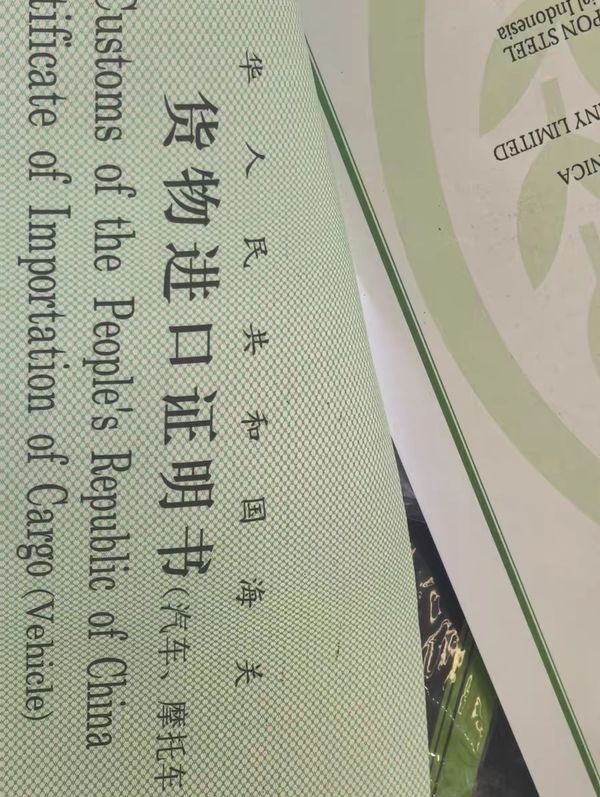 华人民共和国海关
货物进口证明书(汽车、摩托车
Customs of the People's Republic of China
tificate of Importation of Cargo (Vehicle)
PON STEEL
ial Indonesia
NY LIMITED
NICA